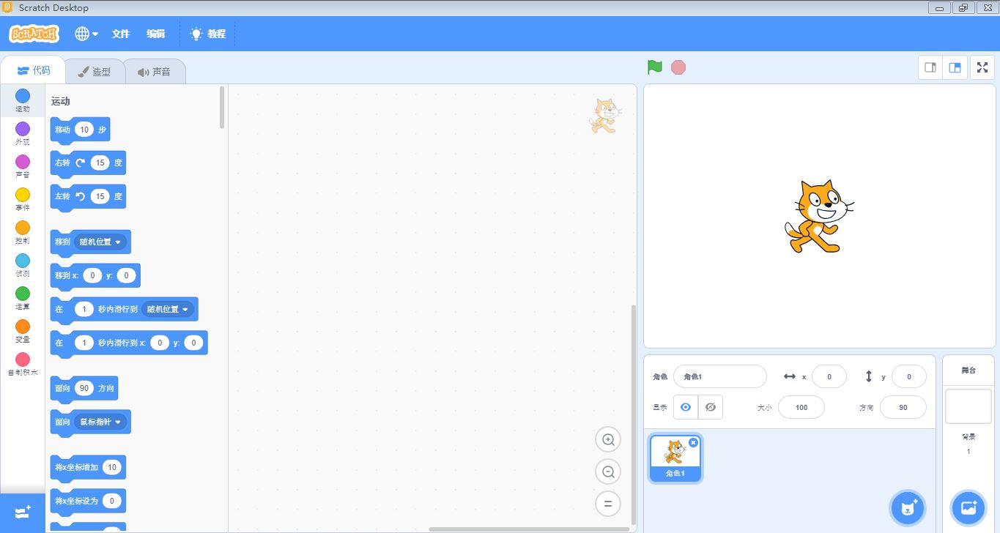 Scratch Desktop
SCRATCH 文件 编辑 教程
代码 造型 声音
运动
外观
声音
事件
控制
侦测
运算
变量
自制积木
运动
移动 10 步
右转 15 度
左转 15 度
移到 随机位置
移到 x: 0 y: 0
在 1 秒内滑行到 随机位置
在 1 秒内滑行到 x: 0 y: 0
面向 90 方向
面向 鼠标指针
将x坐标增加 10
将x坐标设为 0
角色 角色1 x 0 y 0
显示 大小 100 方向 90
角色1
舞台
背景
1